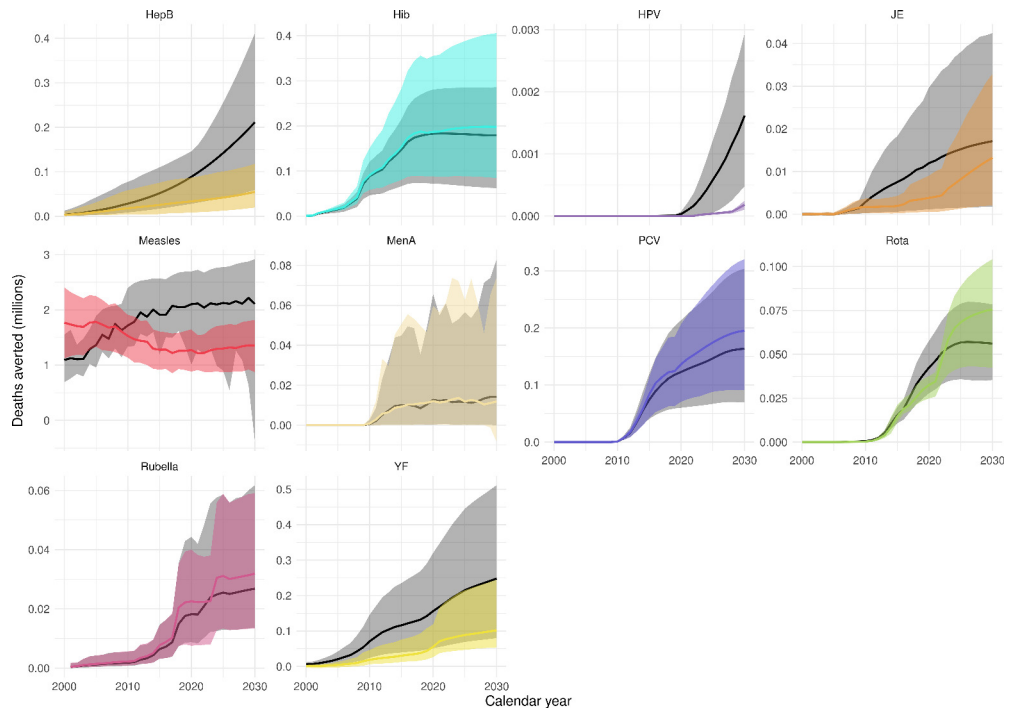 HepB Hib HPV JE
0.4 0.4 0.003 0.04
0.3 0.3 0.03
0.002
0.2 0.2 0.02
0.001
0.1 0.1 0.01
0.0 0.0 0.000 0.00
Measles MenA PCV Rota
3 0.08 0.3 0.100
2 0.06 0.075
0.2
1 0.04 0.050
0.02 0.1 0.025
0 0.00 0.0 0.000
2000 2010 2020 2030 2000 2010 2020 2030
Rubella YF
0.06 0.5
0.4
0.04 0.3
0.02 0.2
0.1
0.00 0.0
2000 2010 2020 2030 2000 2010 2020 2030
Deaths averted (millions)
Calendar year